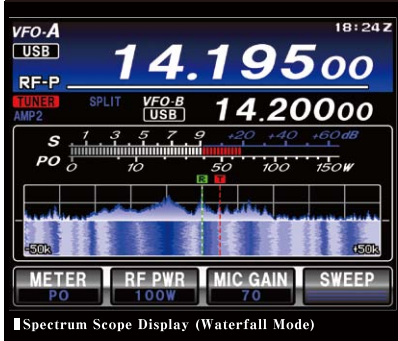 VFO-A 18:24Z
USB 14.19500
RF-P
TUNER SPLIT VFO-B 14.20000
AMP2 USB
S 1 3 5 7 9 +20 +40 +60dB
PO 0 10 50 100 150W
R T
-50k +50k
METER RF PWR MIC GAIN SWEEP
PO 100W 70
Spectrum Scope Display (Waterfall Mode)